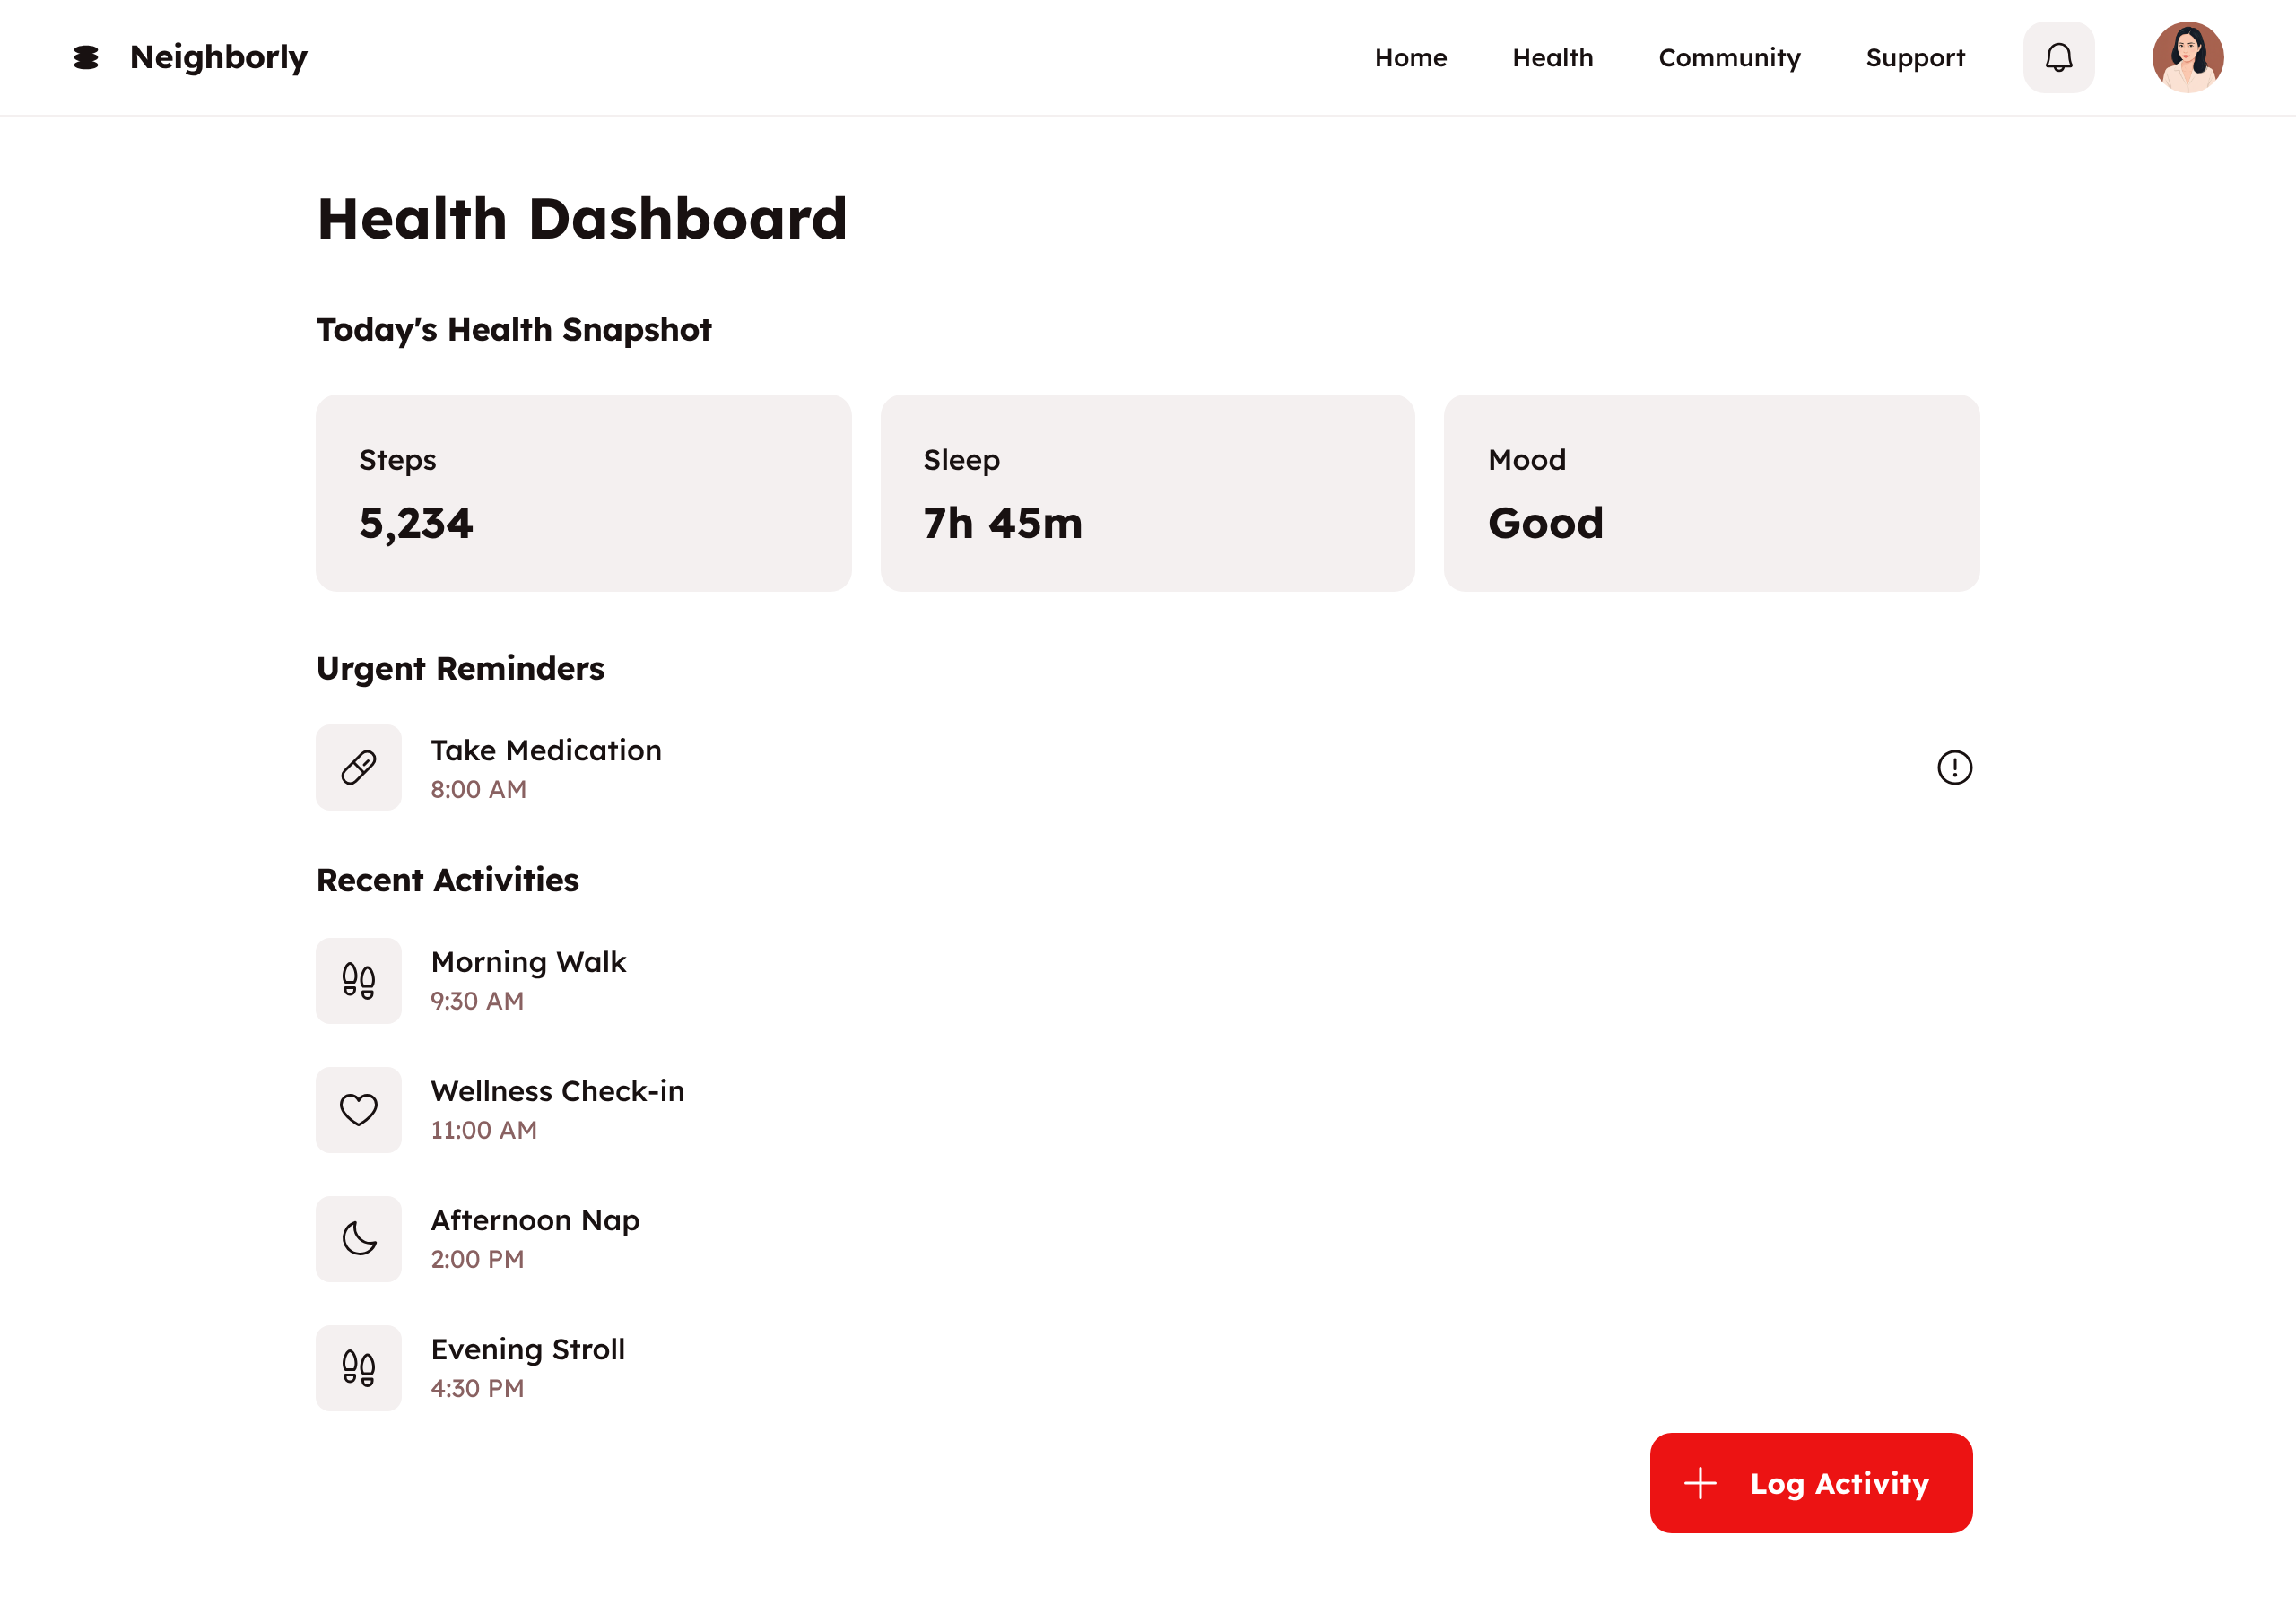 Neighborly
Home
Health
Community
Support
Health Dashboard
Today's Health Snapshot
Steps
5,234
Sleep
7h 45m
Mood
Good
Urgent Reminders
Take Medication
8:00 AM
Recent Activities
Morning Walk
9:30 AM
Wellness Check-in
11:00 AM
Afternoon Nap
2:00 PM
Evening Stroll
4:30 PM
Log Activity